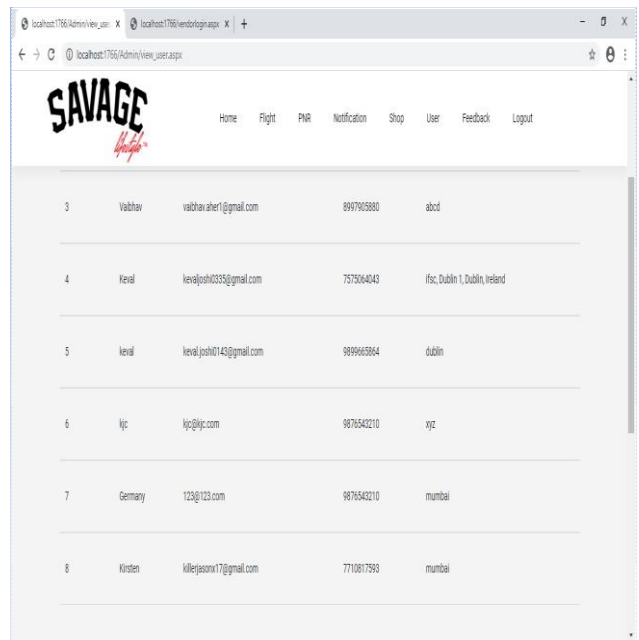 localhost:1766/Admin/view_user. X localhost:1766/vendorlogin.aspx X +
localhost:1766/Admin/view_user.aspx
SAVAGE
lifestyle™
Home Flight PNR Notification Shop User Feedback Logout
3 Vaibhav vaibhav.aher1@gmail.com 8997905880 abcd
4 Keval kevaljoshi0335@gmail.com 7575064043 ifsc, Dublin 1, Dublin, Ireland
5 keval keval.joshi0143@gmail.com 9899665864 dublin
6 kjc kjc@kjc.com 9876543210 xyz
7 Germany 123@123.com 9876543210 mumbai
8 Kirsten killerjasonx17@gmail.com 7710817593 mumbai